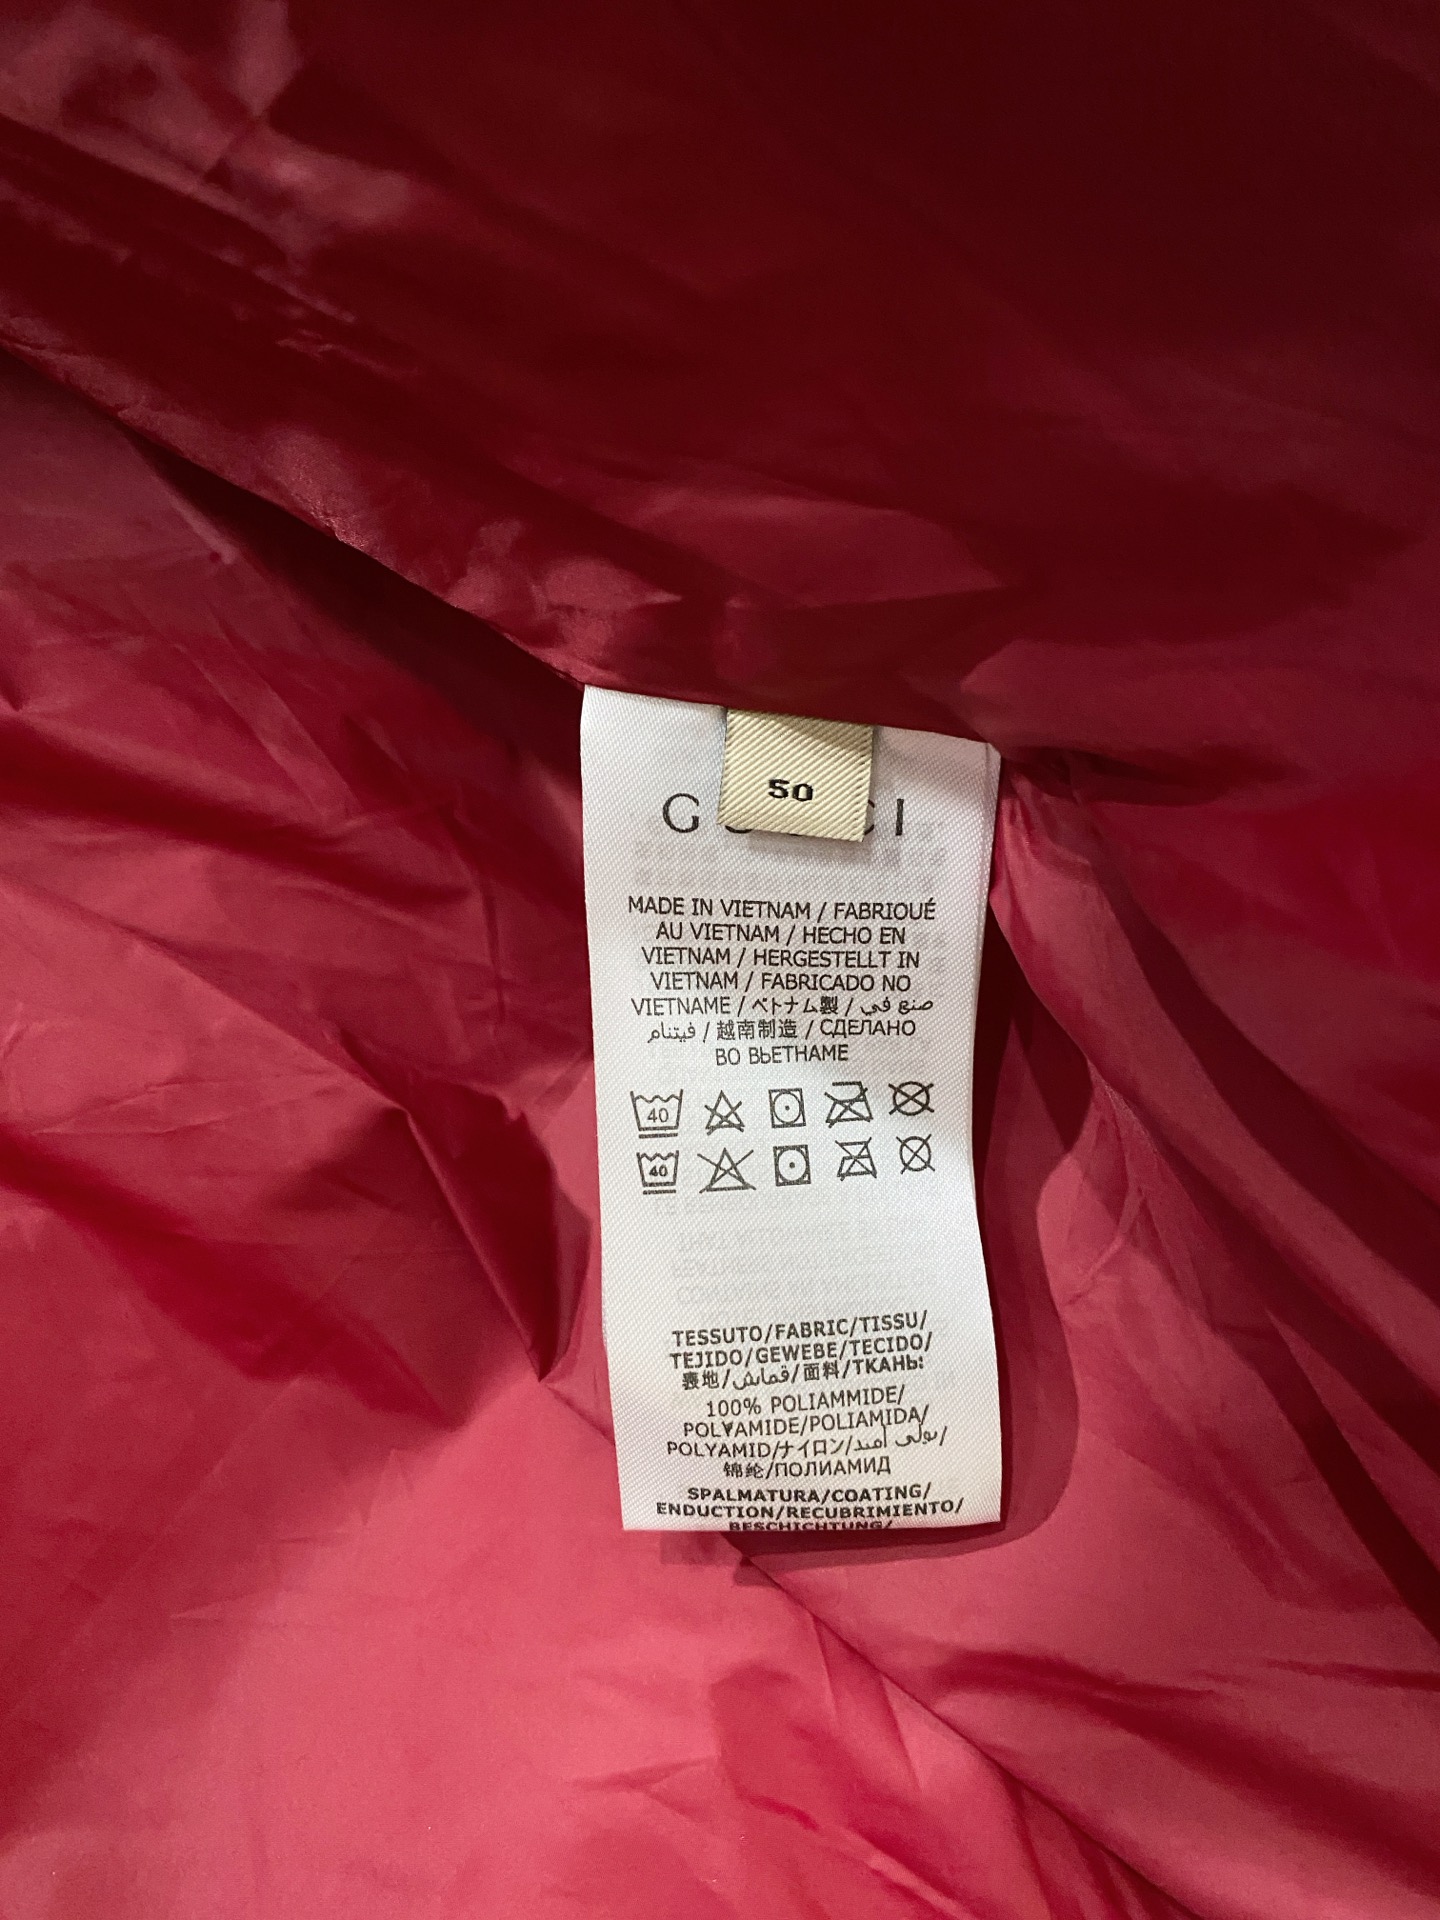 50
G CI
MADE IN VIETNAM / FABRIQUÉ
AU VIETNAM / HECHO EN
VIETNAM / HERGESTELLT IN
VIETNAM / FABRICADO NO
VIETNAME / ベトナム製 / صنع في
فيتنام / 越南制造 / СДЕЛАНО
ВО ВЬЕТНАМЕ
40
40
TESSUTO/FABRIC/TISSU/
TEJIDO/GEWEBE/TECIDO/
表地/قماش/面料/ТКАНЬ:
100% POLIAMMIDE/
POLYAMIDE/POLIAMIDA/
POLYAMID/ナイロン/بولي أميد/
锦纶/ПОЛИАМИД
SPALMATURA/COATING/
ENDUCTION/RECUBRIMIENTO/
BESCHICHTUNG/